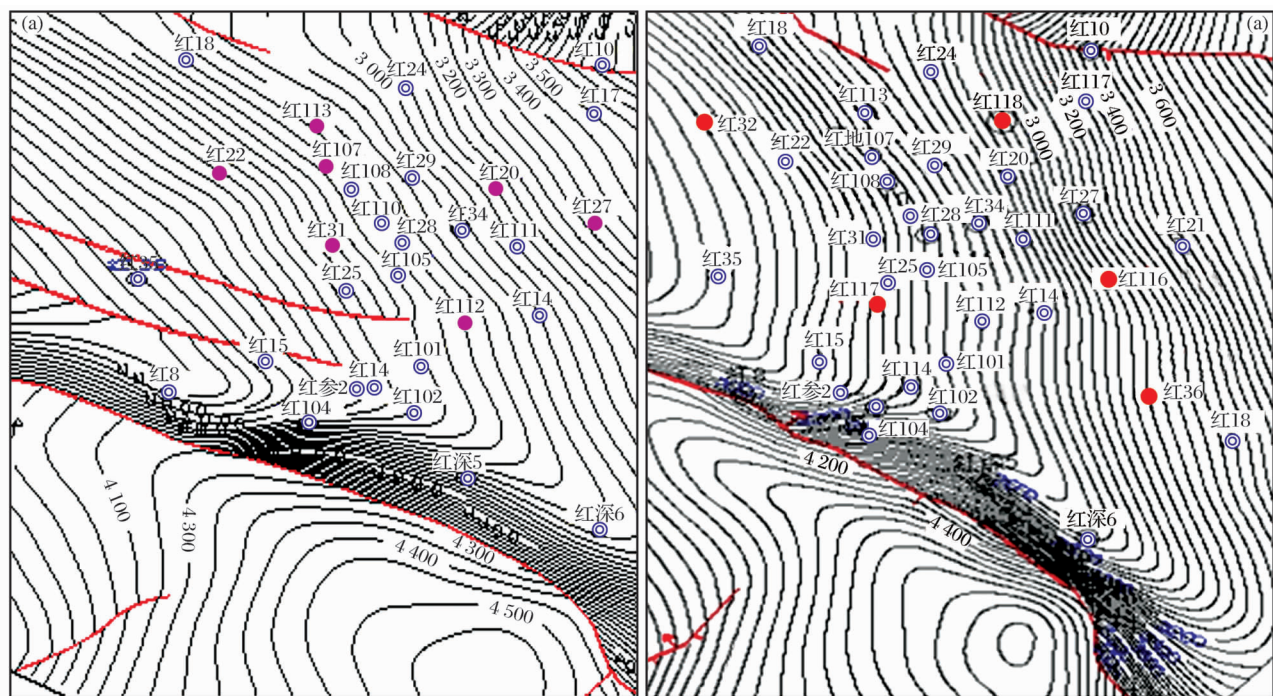 (a)
红18
红10
红24
3 000
3 200
3 300
3 400
3 500
红17
红113
红107
红22
红108
红29
红20
红27
红110
红28
红34
红111
红31
红25
红105
红112
红14
红15
红8
红参2
红14
红101
红102
红104
红深5
红深6
4 100
4 300
4 400
4 300
4 500
(a)
红18
红24
红10
红117
3 000
3 200
3 400
3 600
红32
红113
红118
红22
红地107
红29
红20
红108
红27
红34
红28
红111
红31
红21
红35
红25
红105
红116
红117
红112
红14
红15
红101
红参2
红114
红102
红36
红104
红18
4 200
红深6
4 400